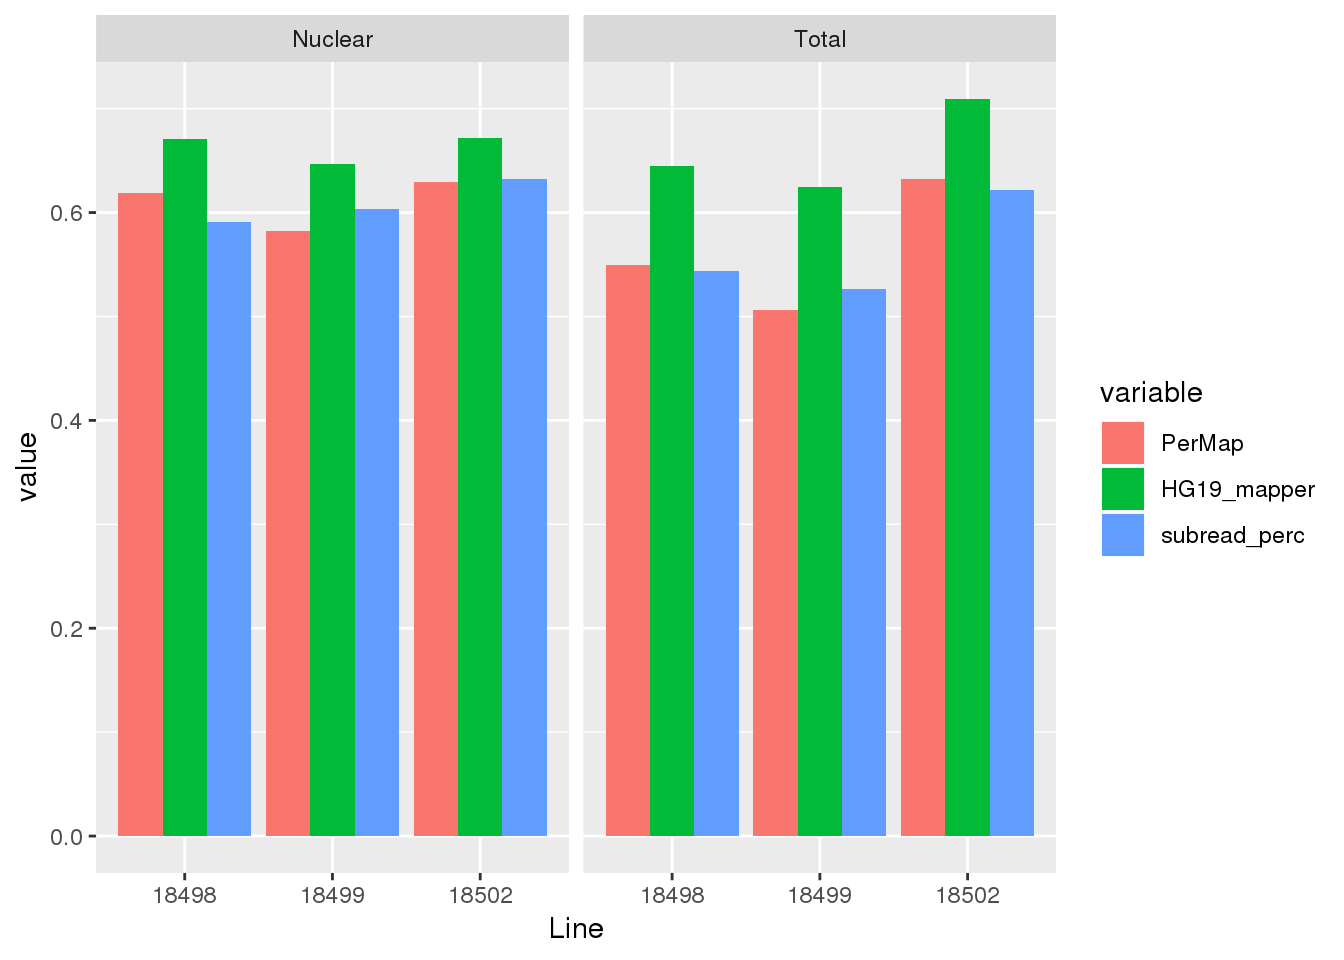 Nuclear
Total
value
0.6
0.4
0.2
0.0
18498
18499
18502
18498
18499
18502
Line
variable
PerMap
HG19_mapper
subread_perc